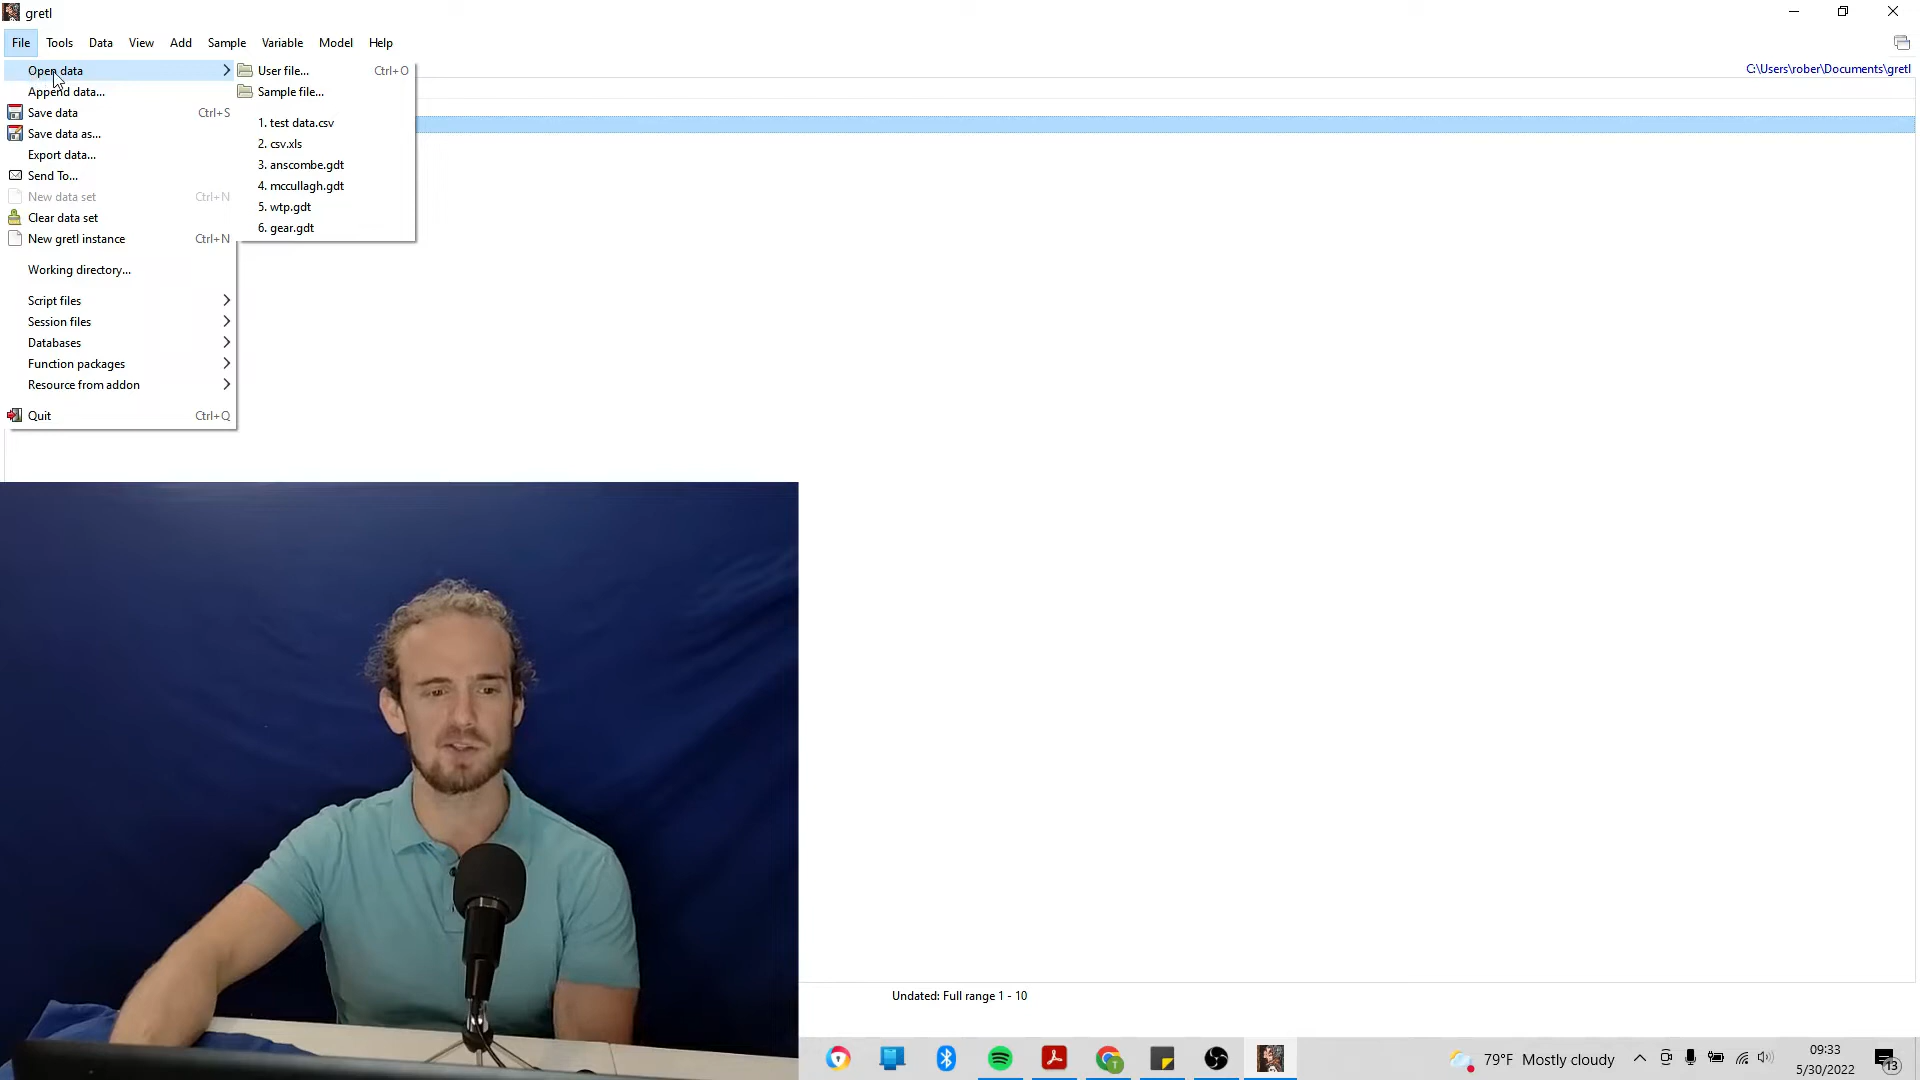 gretl
File Tools Data View Add Sample Variable Model Help
Open data
Append data...
Save data Ctrl+S
Save data as...
Export data...
Send To...
New data set Ctrl+N
Clear data set
New gretl instance Ctrl+N
Working directory...
Script files
Session files
Databases
Function packages
Resource from addon
Quit Ctrl+Q
User file... Ctrl+O
Sample file...
1. test data.csv
2. csv.xls
3. anscombe.gdt
4. mccullagh.gdt
5. wtp.gdt
6. gear.gdt
C:\Users\rober\Documents\gretl
Undated: Full range 1 - 10
79°F Mostly cloudy
09:33
5/30/2022
13